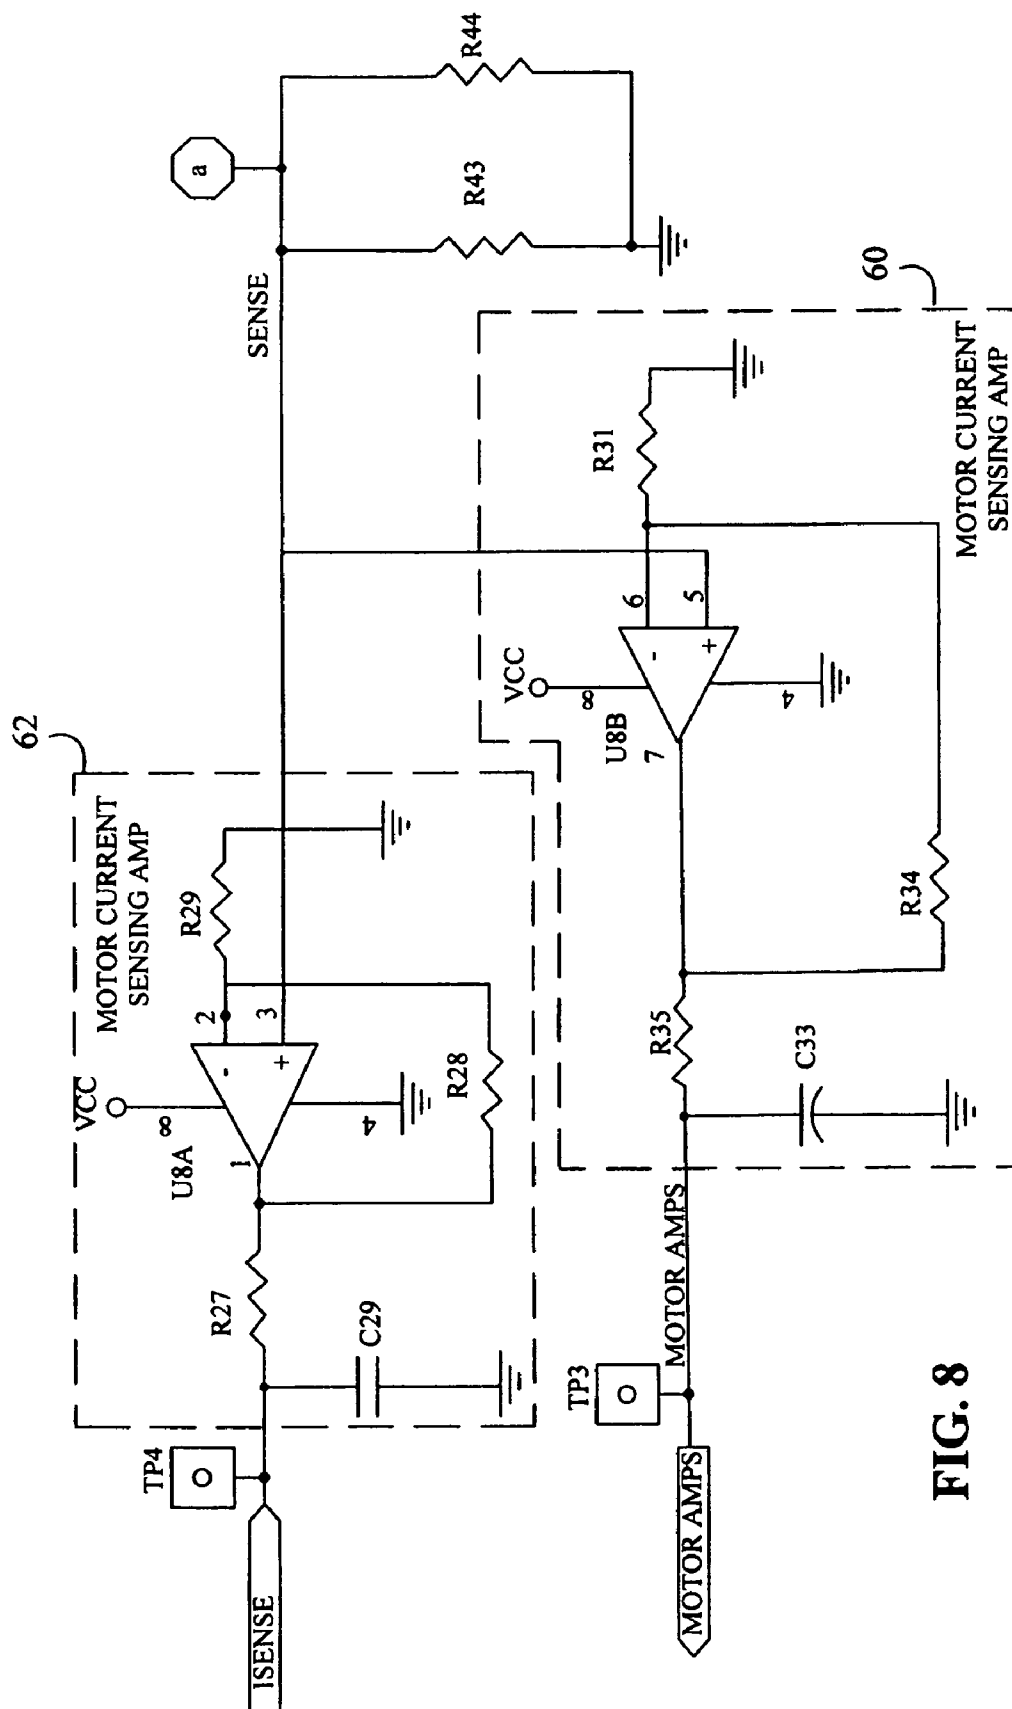 62
MOTOR CURRENT
SENSING AMP
VCC
8
U8A
2
-
3
+
1
4
R29
R28
R27
C29
TP4
ISENSE
SENSE
a
R43
R44
60
MOTOR CURRENT
SENSING AMP
VCC
8
U8B
6
-
5
+
7
4
R31
R34
R35
C33
MOTOR AMPS
TP3
MOTOR AMPS
FIG. 8